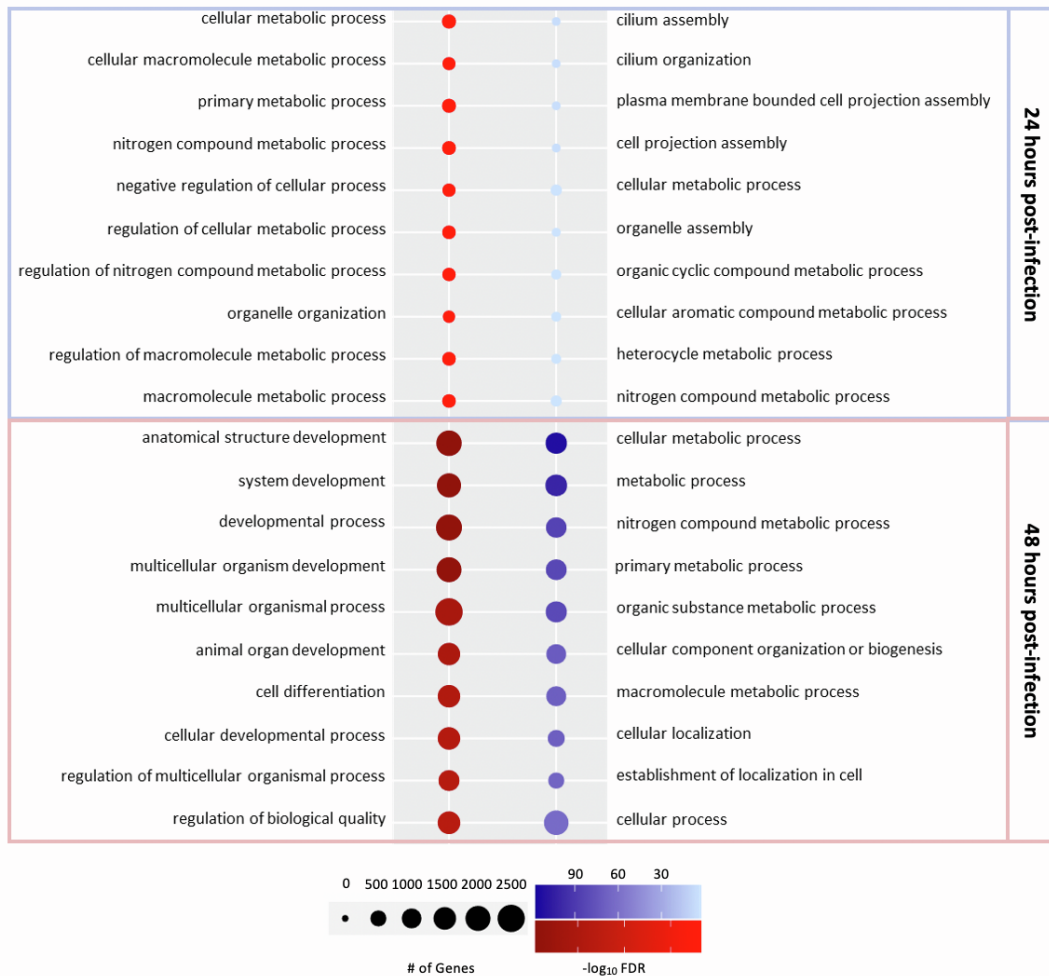 cellular metabolic process cilium assembly
cellular macromolecule metabolic process cilium organization
primary metabolic process plasma membrane bounded cell projection assembly
nitrogen compound metabolic process cell projection assembly
negative regulation of cellular process cellular metabolic process
regulation of cellular metabolic process organelle assembly
regulation of nitrogen compound metabolic process organic cyclic compound metabolic process
organelle organization cellular aromatic compound metabolic process
regulation of macromolecule metabolic process heterocycle metabolic process
macromolecule metabolic process nitrogen compound metabolic process
24 hours post-infection
anatomical structure development cellular metabolic process
system development metabolic process
developmental process nitrogen compound metabolic process
multicellular organism development primary metabolic process
multicellular organismal process organic substance metabolic process
animal organ development cellular component organization or biogenesis
cell differentiation macromolecule metabolic process
cellular developmental process cellular localization
regulation of multicellular organismal process establishment of localization in cell
regulation of biological quality cellular process
48 hours post-infection
0 500 1000 1500 2000 2500 90 60 30
# of Genes -log₁₀ FDR